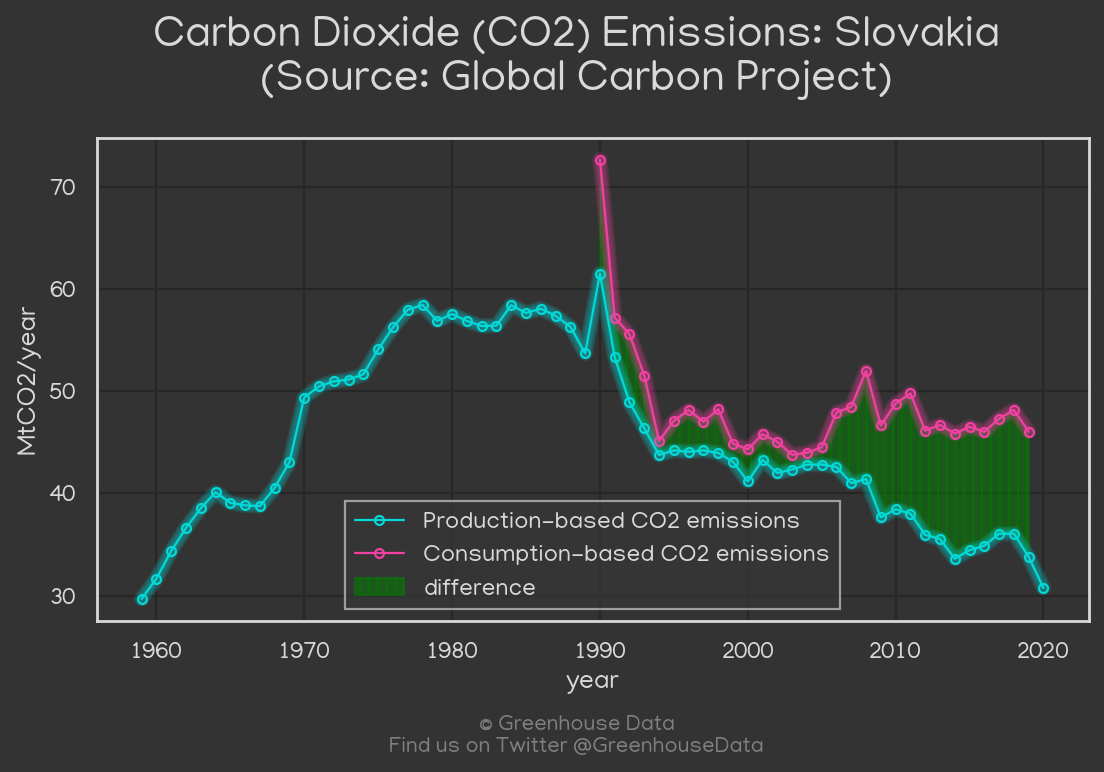 Carbon Dioxide (CO2) Emissions: Slovakia
(Source: Global Carbon Project)
70
60
50
40
30
MtCO2/year
Production-based CO2 emissions
Consumption-based CO2 emissions
difference
1960 1970 1980 1990 2000 2010 2020
year
© Greenhouse Data
Find us on Twitter @GreenhouseData